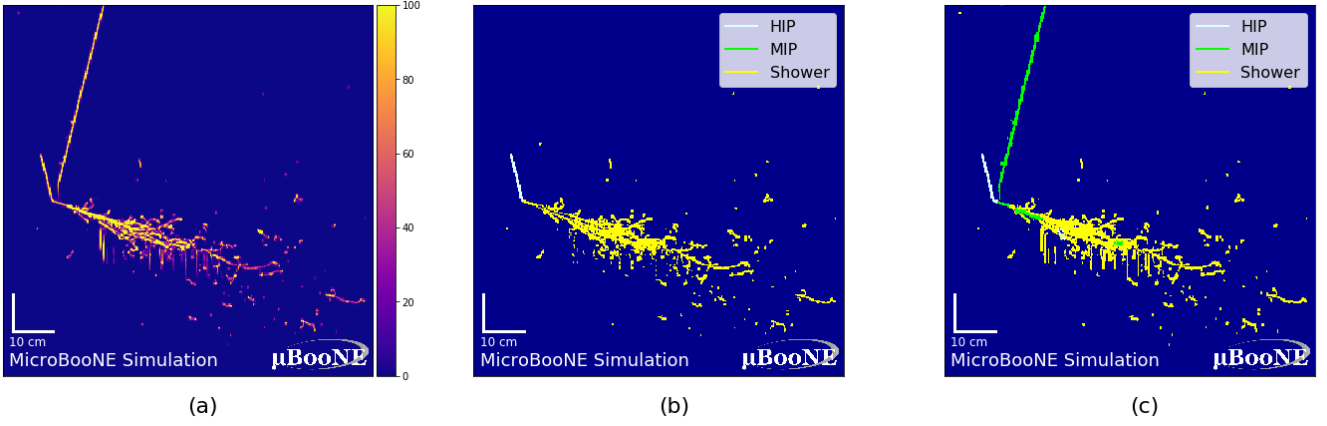 100
80
60
40
20
0
10 cm
MicroBooNE Simulation
μBooNE
(a)
HIP
MIP
Shower
10 cm
MicroBooNE Simulation
μBooNE
(b)
HIP
MIP
Shower
10 cm
MicroBooNE Simulation
μBooNE
(c)